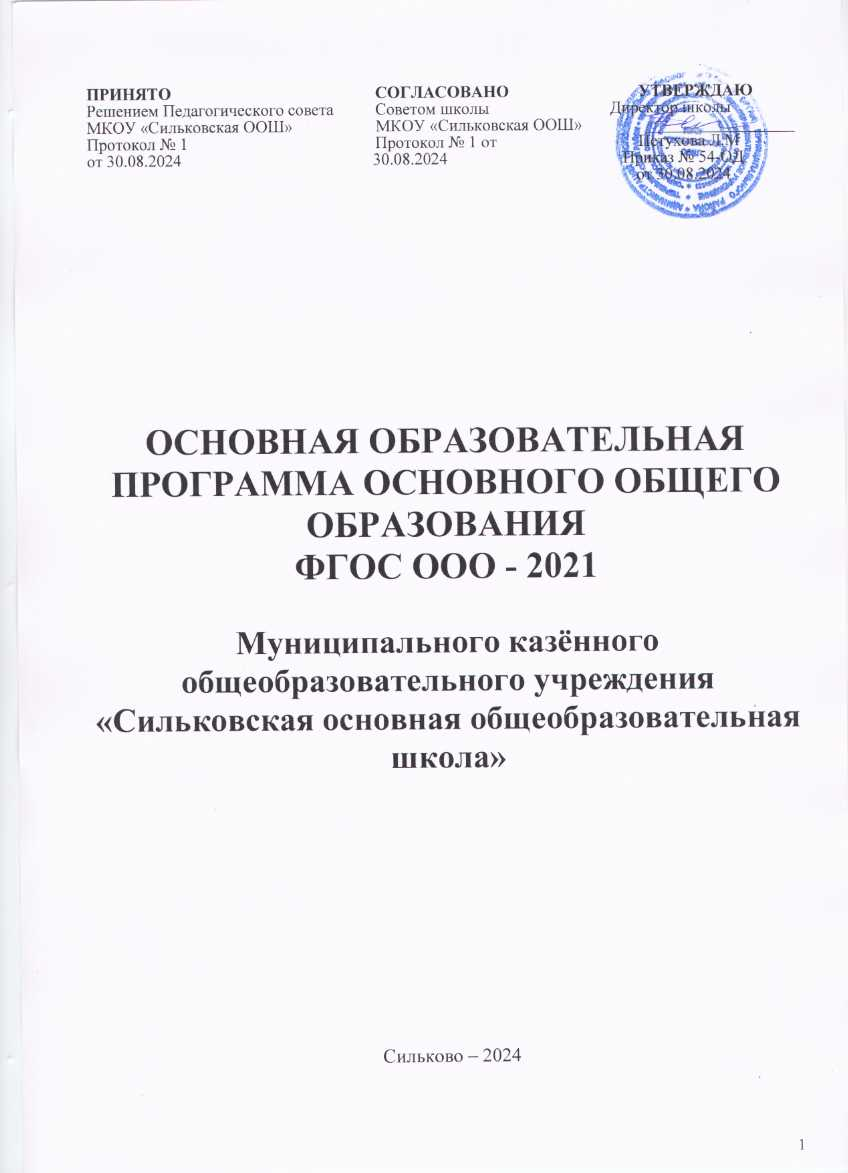 ПРИНЯТО
Решением Педагогического совета
МКОУ «Сильковская ООШ»
Протокол № 1
от 30.08.2024
СОГЛАСОВАНО
Советом школы
МКОУ «Сильковская ООШ»
Протокол № 1 от
30.08.2024
УТВЕРЖДАЮ
Директор школы
Петухова Л.М
Приказ № 54-ОД
от 30.08.2024
ОСНОВНАЯ ОБРАЗОВАТЕЛЬНАЯ
ПРОГРАММА ОСНОВНОГО ОБЩЕГО
ОБРАЗОВАНИЯ
ФГОС ООО - 2021
Муниципального казённого
общеобразовательного учреждения
«Сильковская основная общеобразовательная
школа»
Сильково – 2024
1